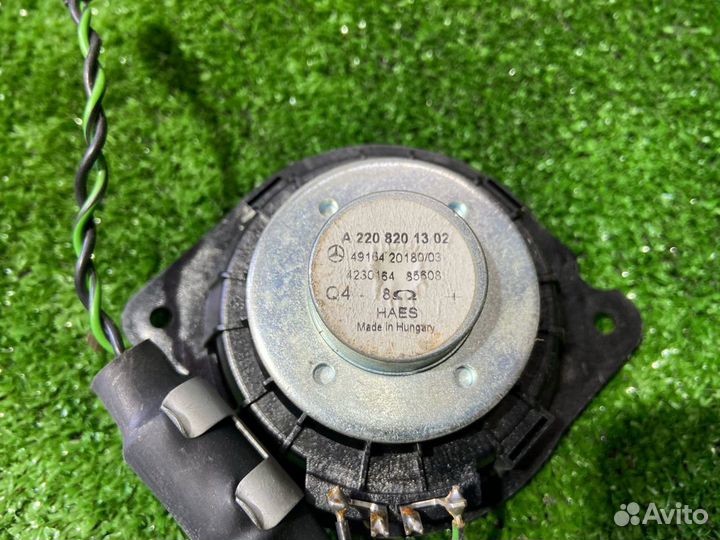 A 220 820 13 02
49164 20180/03
4230164 85608
Q4 - 8Ω +
HAES
Made in Hungary
Avito